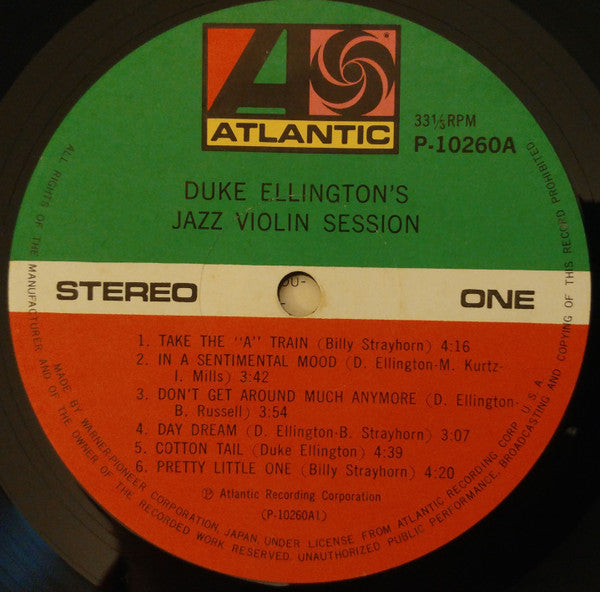 ATLANTIC
®
33⅓ RPM
P-10260A
DUKE ELLINGTON'S
JAZZ VIOLIN SESSION
STEREO
ONE
1. TAKE THE "A" TRAIN (Billy Strayhorn) 4:16
2. IN A SENTIMENTAL MOOD (D. Ellington-M. Kurtz-
I. Mills) 3:42
3. DON'T GET AROUND MUCH ANYMORE (D. Ellington-
B. Russell) 3:54
4. DAY DREAM (D. Ellington-B. Strayhorn) 3:07
5. COTTON TAIL (Duke Ellington) 4:39
6. PRETTY LITTLE ONE (Billy Strayhorn) 4:20
Ⓟ Atlantic Recording Corporation
(P-10260A1)
MADE BY WARNER-PIONEER CORPORATION, JAPAN, UNDER LICENSE FROM ATLANTIC RECORDING CORP. U.S.A.
ALL RIGHTS OF THE MANUFACTURER AND OF THE OWNER OF THE RECORDED WORK RESERVED. UNAUTHORIZED PUBLIC PERFORMANCE, BROADCASTING AND COPYING OF THIS RECORD PROHIBITED